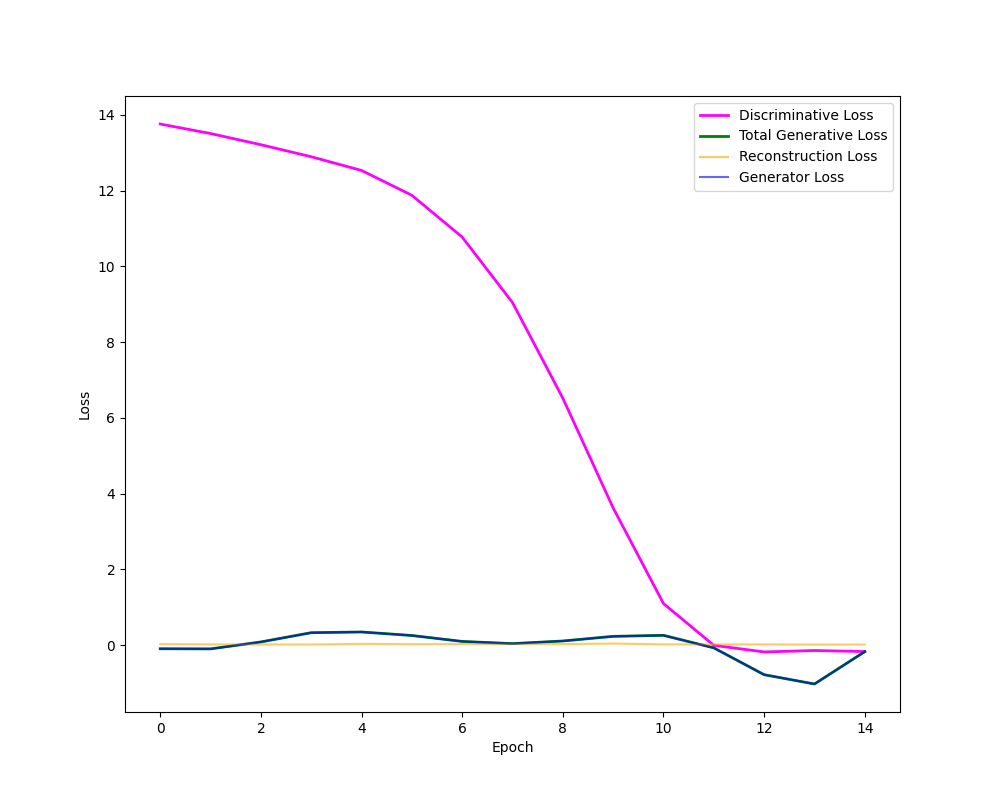 14
12
10
8
6
4
2
0
Loss
Discriminative Loss
Total Generative Loss
Reconstruction Loss
Generator Loss
0 2 4 6 8 10 12 14
Epoch